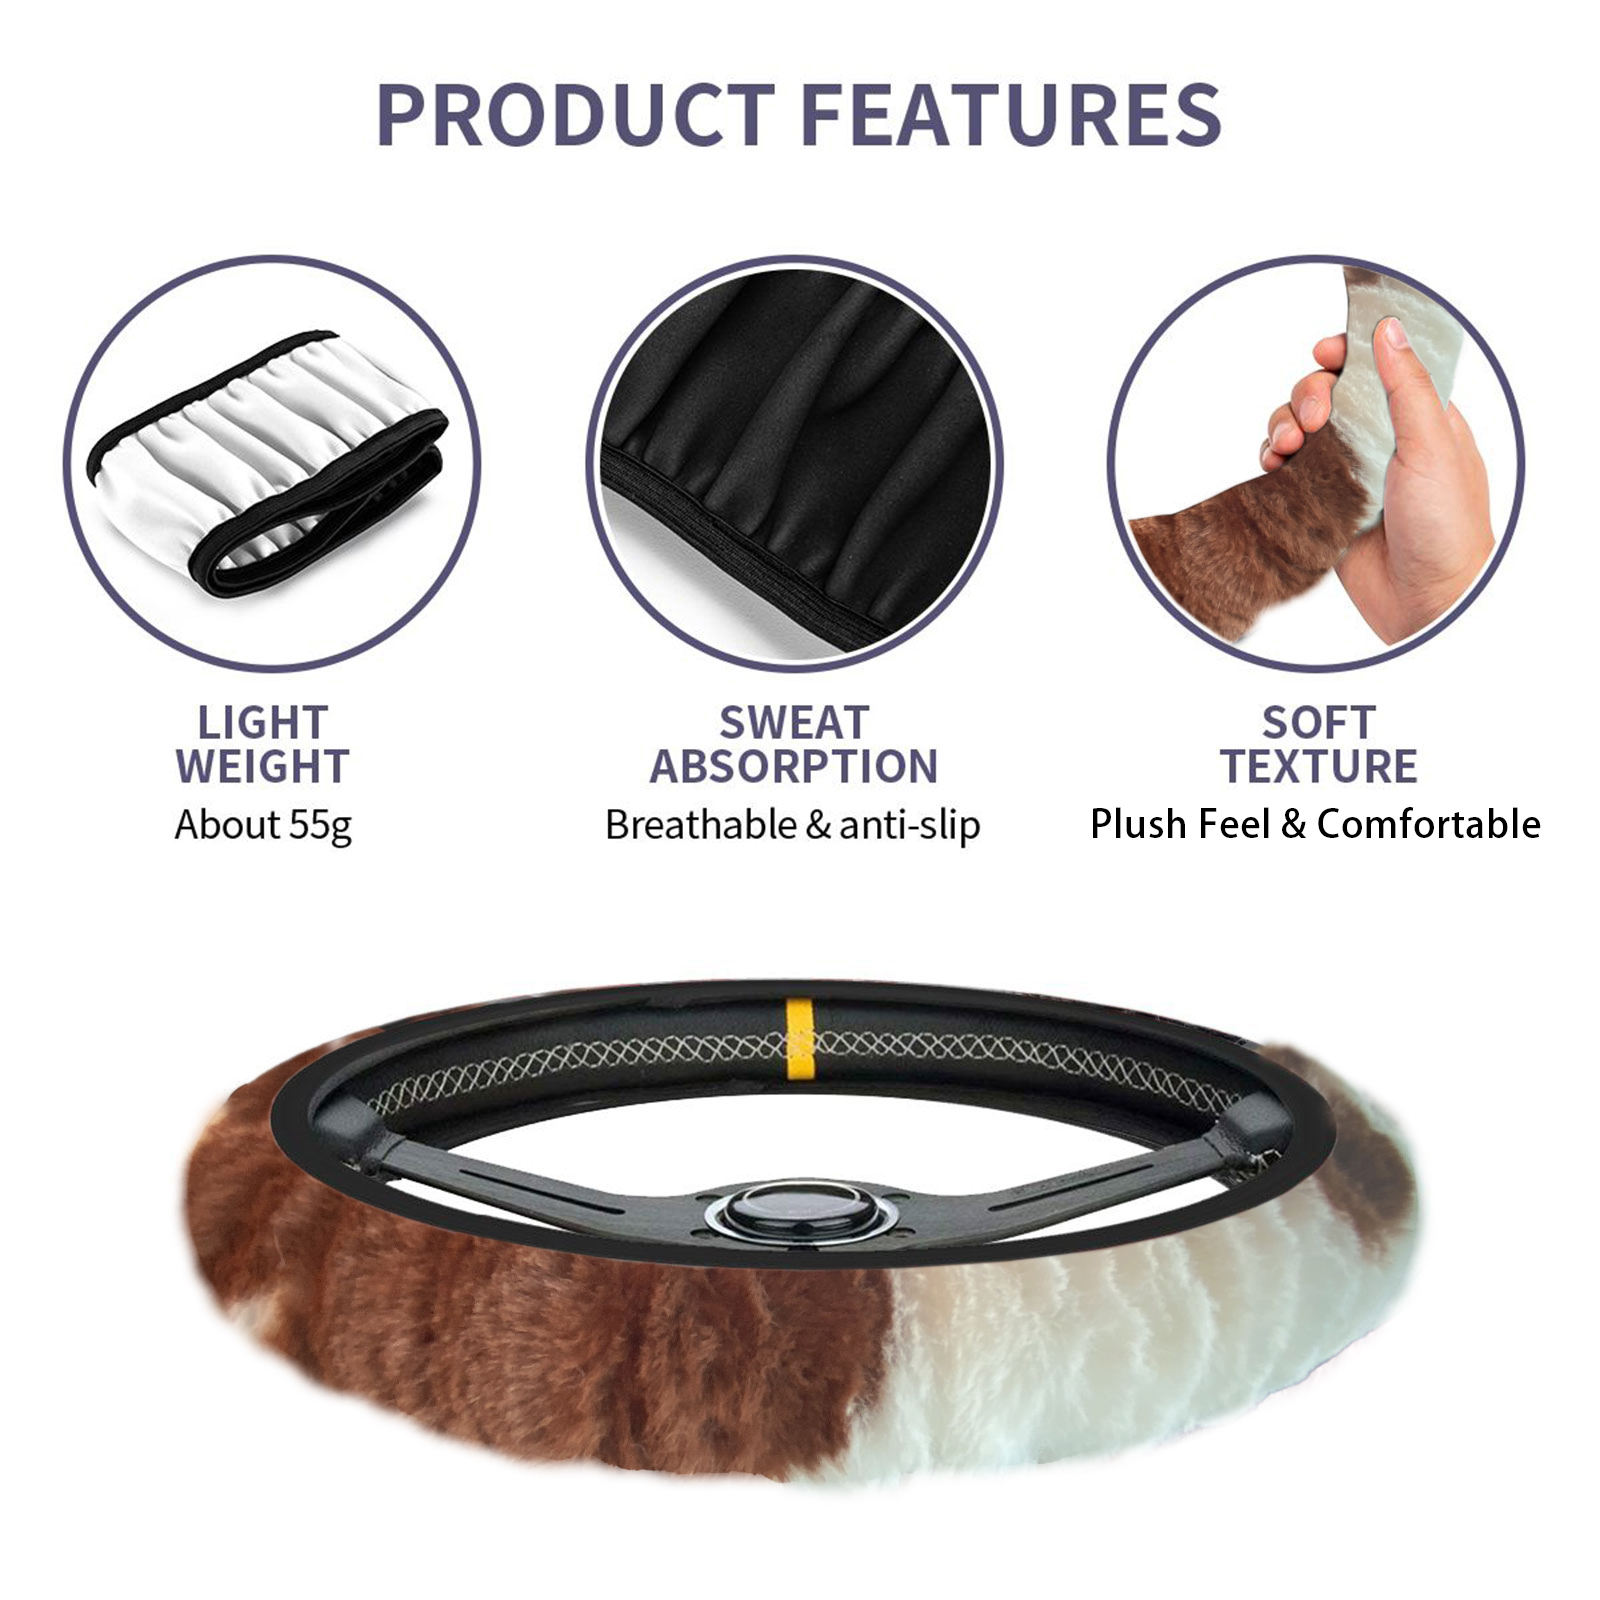 PRODUCT FEATURES
LIGHT
WEIGHT
About 55g
SWEAT
ABSORPTION
Breathable & anti-slip
SOFT
TEXTURE
Plush Feel & Comfortable